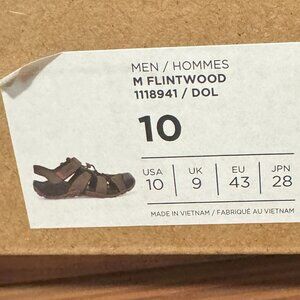 MEN / HOMMES
M FLINTWOOD
1118941 / DOL
10
USA UK EU JPN
10 9 43 28
MADE IN VIETNAM / FABRIQUÉ AU VIETNAM